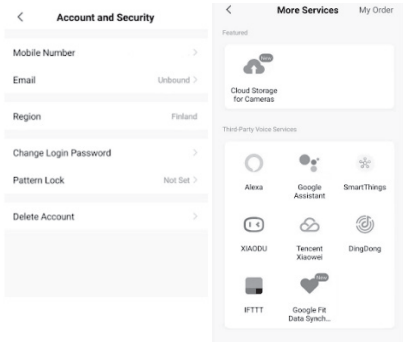 Account and Security
Mobile Number
Email Unbound
Region Finland
Change Login Password
Pattern Lock Not Set
Delete Account
More Services My Order
Featured
New
Cloud Storage
for Cameras
Third-Party Voice Services
Alexa Google SmartThings
Assistant
XIAODU Tencent DingDong
Xiaowei
New
IFTTT Google Fit
Data Synch...